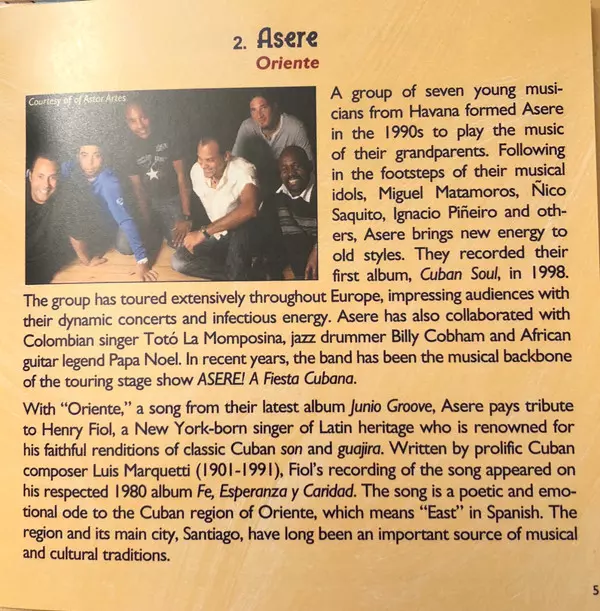 2. Asere
Oriente
Courtesy of of Astar Artes
A group of seven young musi-
cians from Havana formed Asere
in the 1990s to play the music
of their grandparents. Following
in the footsteps of their musical
idols, Miguel Matamoros, Ñico
Saquito, Ignacio Piñeiro and oth-
ers, Asere brings new energy to
old styles. They recorded their
first album, Cuban Soul, in 1998.
The group has toured extensively throughout Europe, impressing audiences with
their dynamic concerts and infectious energy. Asere has also collaborated with
Colombian singer Totó La Momposina, jazz drummer Billy Cobham and African
guitar legend Papa Noel. In recent years, the band has been the musical backbone
of the touring stage show ASERE! A Fiesta Cubana.
With “Oriente,” a song from their latest album Junio Groove, Asere pays tribute
to Henry Fiol, a New York-born singer of Latin heritage who is renowned for
his faithful renditions of classic Cuban son and guajira. Written by prolific Cuban
composer Luis Marquetti (1901-1991), Fiol’s recording of the song appeared on
his respected 1980 album Fe, Esperanza y Caridad. The song is a poetic and emo-
tional ode to the Cuban region of Oriente, which means “East” in Spanish. The
region and its main city, Santiago, have long been an important source of musical
and cultural traditions.
5